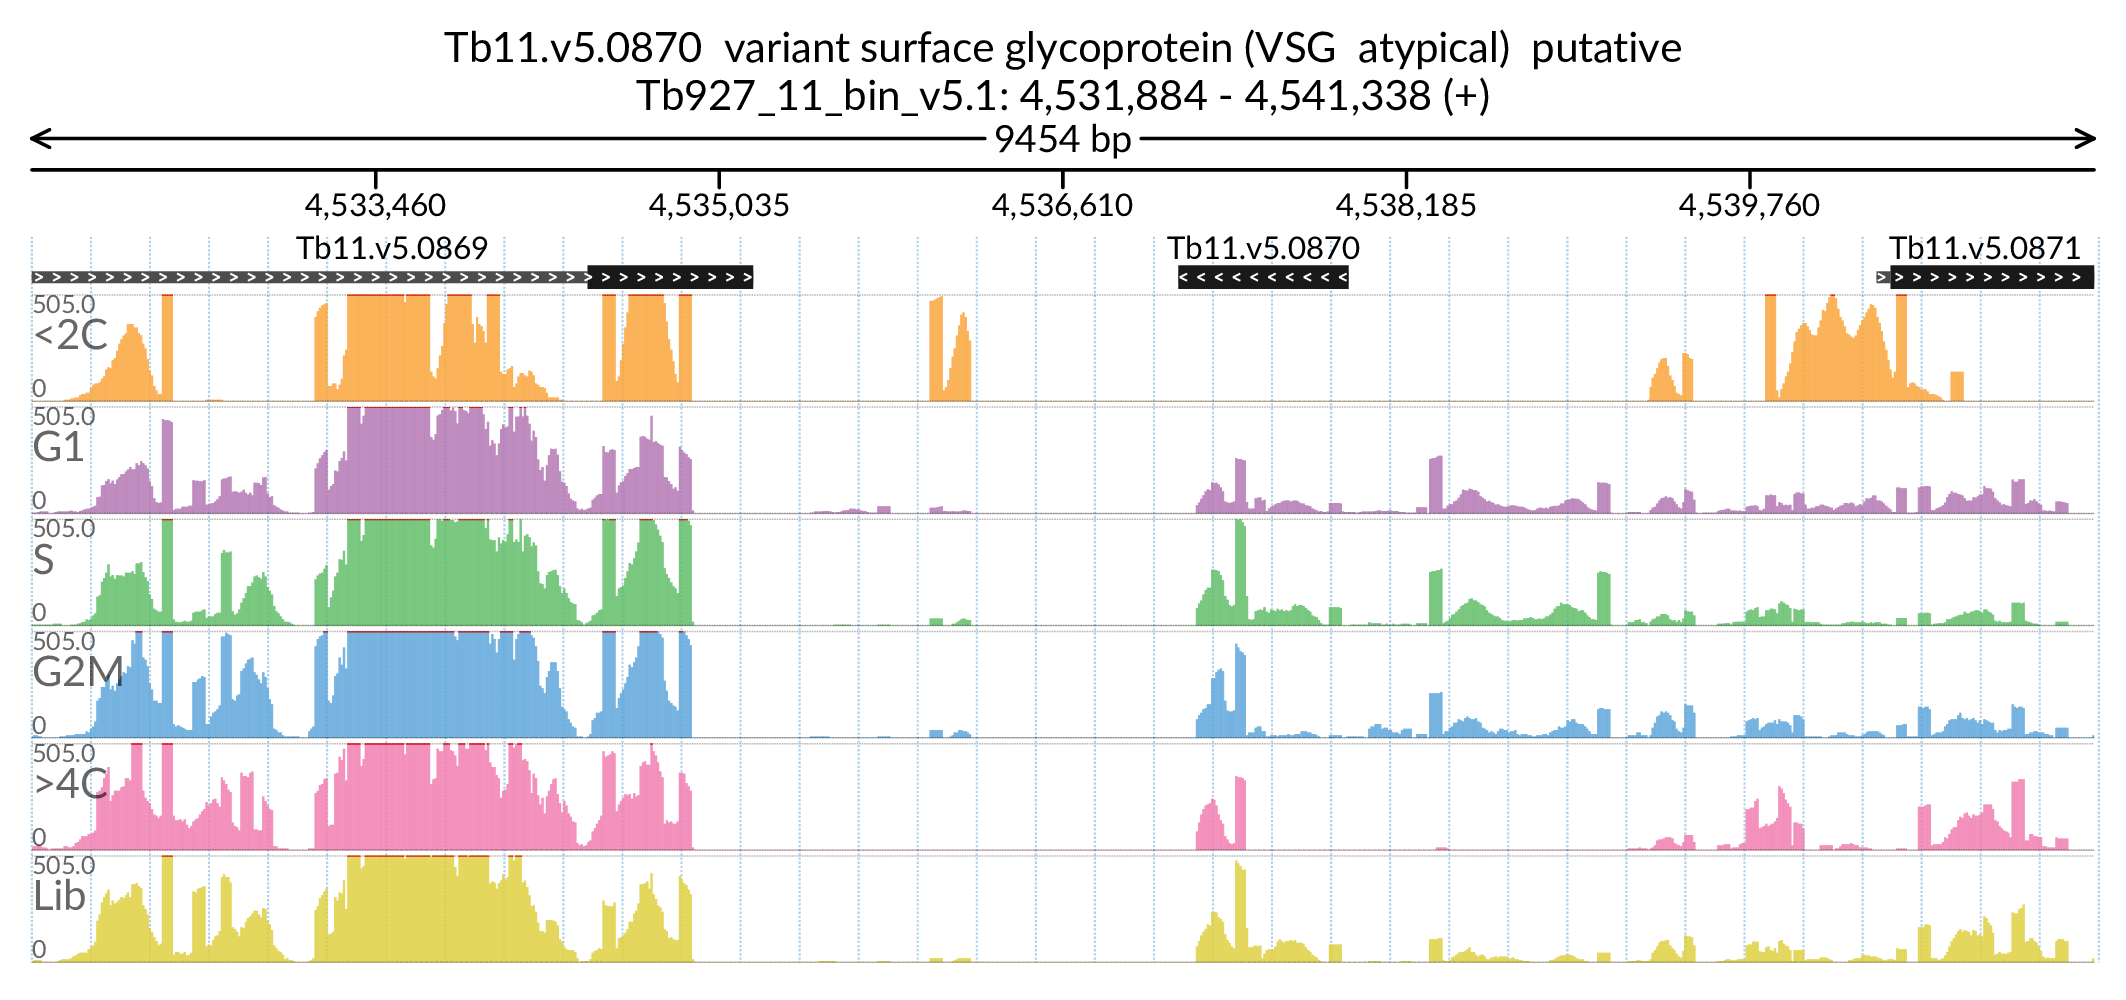 Tb11.v5.0870  variant surface glycoprotein (VSG  atypical)  putative
Tb927_11_bin_v5.1: 4,531,884 - 4,541,338 (+)
9454 bp
4,533,460 4,535,035 4,536,610 4,538,185 4,539,760
Tb11.v5.0869 Tb11.v5.0870 Tb11.v5.0871
505.0
<2C
0
505.0
G1
0
505.0
S
0
505.0
G2M
0
505.0
>4C
0
505.0
Lib
0